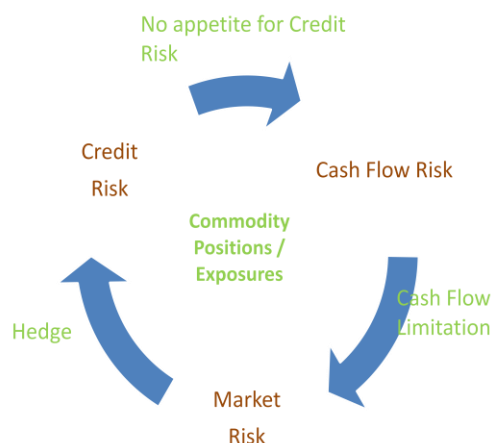 No appetite for Credit
Risk
Credit
Risk
Cash Flow Risk
Commodity
Positions /
Exposures
Cash Flow
Limitation
Hedge
Market
Risk